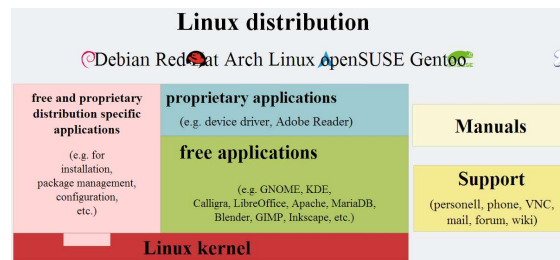 Linux distribution
Debian Red Hat Arch Linux openSUSE Gentoo
free and proprietary
distribution specific
applications
(e.g. for
installation,
package management,
configuration,
etc.)
proprietary applications
(e.g. device driver, Adobe Reader)
free applications
(e.g. GNOME, KDE,
Calligra, LibreOffice, Apache, MariaDB,
Blender, GIMP, Inkscape, etc.)
Linux kernel
Manuals
Support
(personell, phone, VNC,
mail, forum, wiki)